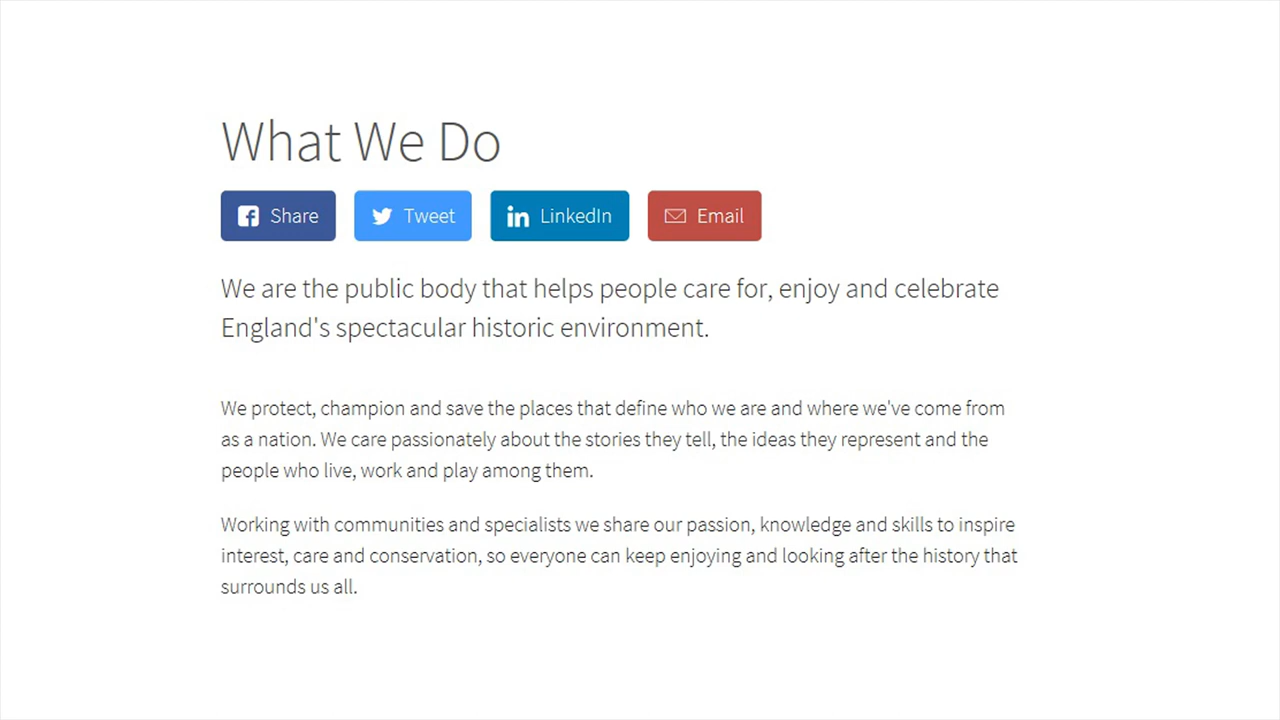 What We Do
Share Tweet LinkedIn Email
We are the public body that helps people care for, enjoy and celebrate
England's spectacular historic environment.
We protect, champion and save the places that define who we are and where we've come from
as a nation. We care passionately about the stories they tell, the ideas they represent and the
people who live, work and play among them.
Working with communities and specialists we share our passion, knowledge and skills to inspire
interest, care and conservation, so everyone can keep enjoying and looking after the history that
surrounds us all.